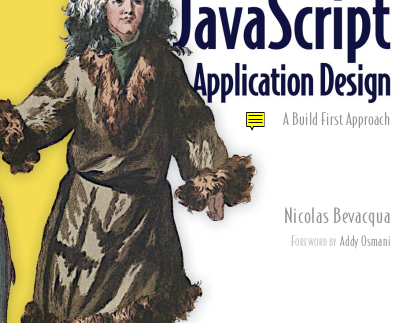 JavaScript
Application Design
A Build First Approach
Nicolas Bevacqua
FOREWORD BY Addy Osmani